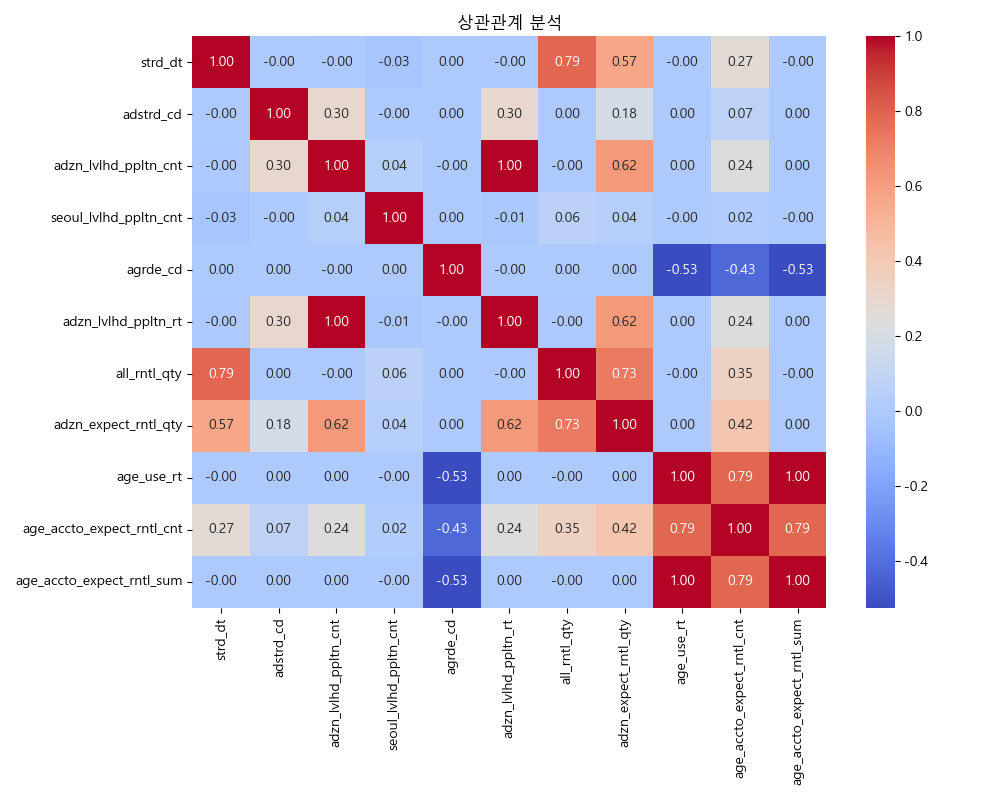 상관관계 분석
strd_dt 1.00 -0.00 -0.00 -0.03 0.00 -0.00 0.79 0.57 -0.00 0.27 -0.00
adstrd_cd -0.00 1.00 0.30 -0.00 0.00 0.30 0.00 0.18 0.00 0.07 0.00
adzn_lvlhd_ppltn_cnt -0.00 0.30 1.00 0.04 -0.00 1.00 -0.00 0.62 0.00 0.24 0.00
seoul_lvlhd_ppltn_cnt -0.03 -0.00 0.04 1.00 0.00 -0.01 0.06 0.04 -0.00 0.02 -0.00
agrde_cd 0.00 0.00 -0.00 0.00 1.00 -0.00 0.00 0.00 -0.53 -0.43 -0.53
adzn_lvlhd_ppltn_rt -0.00 0.30 1.00 -0.01 -0.00 1.00 -0.00 0.62 0.00 0.24 0.00
all_rntl_qty 0.79 0.00 -0.00 0.06 0.00 -0.00 1.00 0.73 -0.00 0.35 -0.00
adzn_expect_rntl_qty 0.57 0.18 0.62 0.04 0.00 0.62 0.73 1.00 0.00 0.42 0.00
age_use_rt -0.00 0.00 0.00 -0.00 -0.53 0.00 -0.00 0.00 1.00 0.79 1.00
age_accto_expect_rntl_cnt 0.27 0.07 0.24 0.02 -0.43 0.24 0.35 0.42 0.79 1.00 0.79
age_accto_expect_rntl_sum -0.00 0.00 0.00 -0.00 -0.53 0.00 -0.00 0.00 1.00 0.79 1.00
strd_dt
adstrd_cd
adzn_lvlhd_ppltn_cnt
seoul_lvlhd_ppltn_cnt
agrde_cd
adzn_lvlhd_ppltn_rt
all_rntl_qty
adzn_expect_rntl_qty
age_use_rt
age_accto_expect_rntl_cnt
age_accto_expect_rntl_sum
1.0
0.8
0.6
0.4
0.2
0.0
-0.2
-0.4